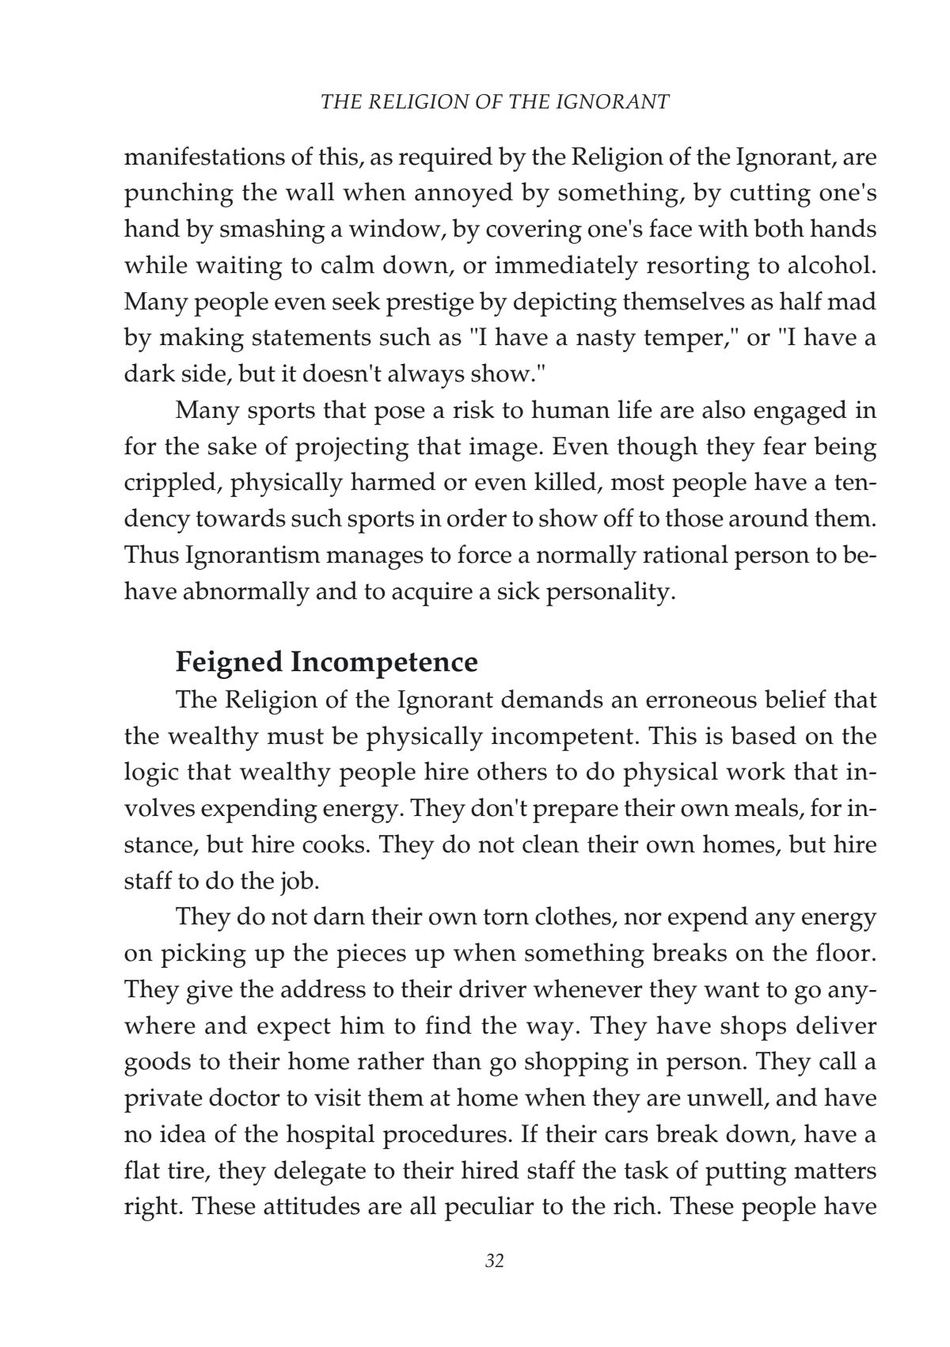 THE RELIGION OF THE IGNORANT
manifestations of this, as required by the Religion of the Ignorant, are
punching the wall when annoyed by something, by cutting one's
hand by smashing a window, by covering one's face with both hands
while waiting to calm down, or immediately resorting to alcohol.
Many people even seek prestige by depicting themselves as half mad
by making statements such as "I have a nasty temper," or "I have a
dark side, but it doesn't always show."
Many sports that pose a risk to human life are also engaged in
for the sake of projecting that image. Even though they fear being
crippled, physically harmed or even killed, most people have a ten-
dency towards such sports in order to show off to those around them.
Thus Ignorantism manages to force a normally rational person to be-
have abnormally and to acquire a sick personality.
Feigned Incompetence
The Religion of the Ignorant demands an erroneous belief that
the wealthy must be physically incompetent. This is based on the
logic that wealthy people hire others to do physical work that in-
volves expending energy. They don't prepare their own meals, for in-
stance, but hire cooks. They do not clean their own homes, but hire
staff to do the job.
They do not darn their own torn clothes, nor expend any energy
on picking up the pieces up when something breaks on the floor.
They give the address to their driver whenever they want to go any-
where and expect him to find the way. They have shops deliver
goods to their home rather than go shopping in person. They call a
private doctor to visit them at home when they are unwell, and have
no idea of the hospital procedures. If their cars break down, have a
flat tire, they delegate to their hired staff the task of putting matters
right. These attitudes are all peculiar to the rich. These people have
32